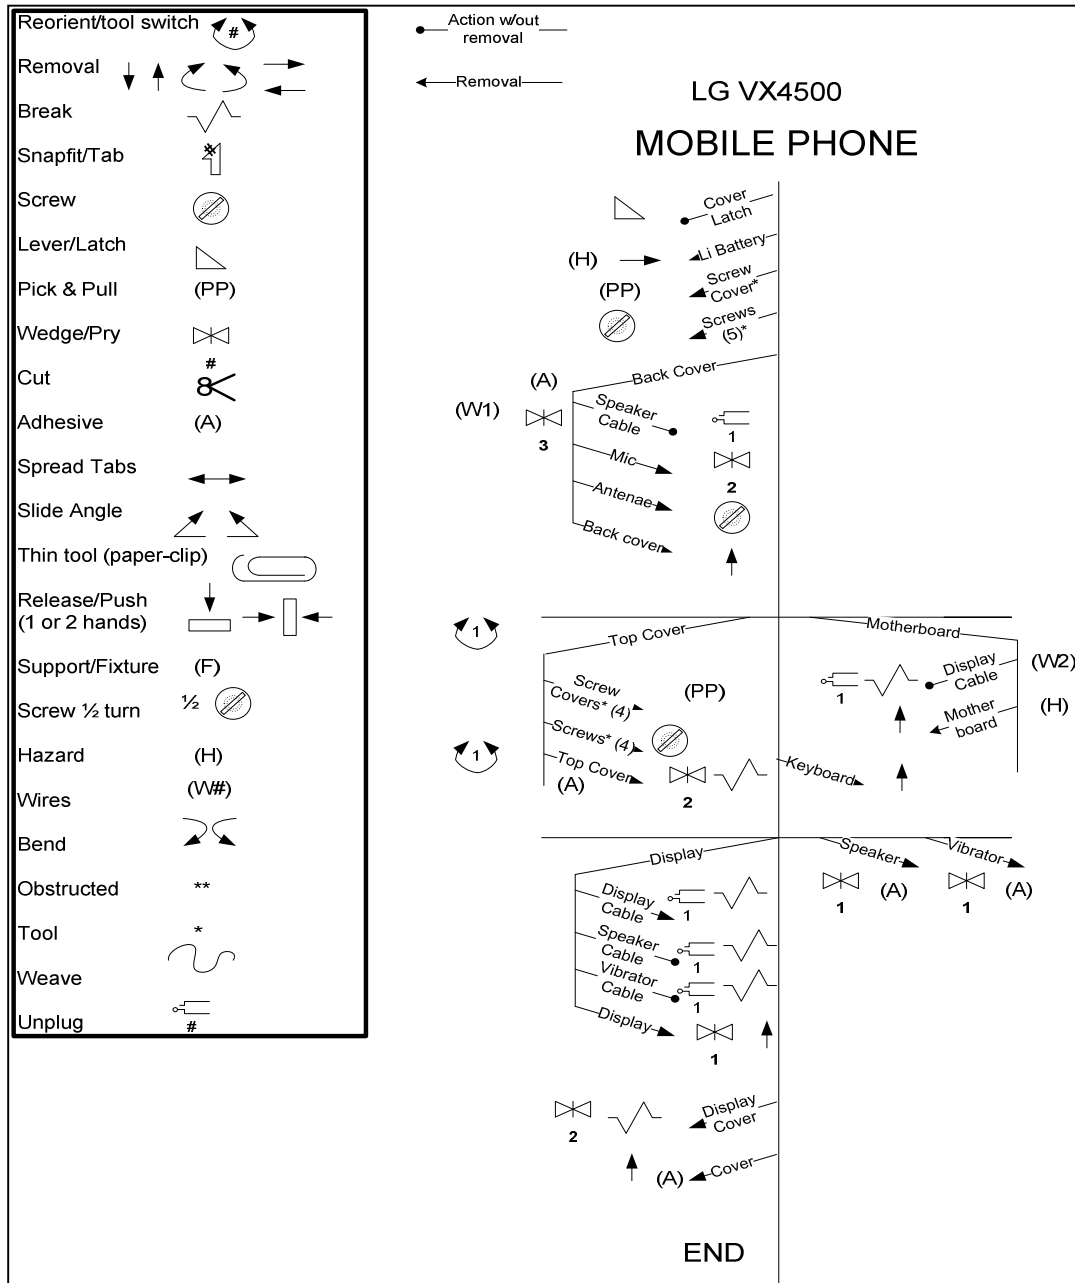 Reorient/tool switch
#
Removal
Break
Snapfit/Tab
#
Screw
Lever/Latch
Pick & Pull
(PP)
Wedge/Pry
Cut
#
Adhesive
(A)
Spread Tabs
Slide Angle
Thin tool (paper-clip)
Release/Push
(1 or 2 hands)
Support/Fixture
(F)
Screw ½ turn
½
Hazard
(H)
Wires
(W#)
Bend
Obstructed
**
Tool
*
Weave
Unplug
#
Action w/out
removal
Removal
LG VX4500
MOBILE PHONE
Cover
Latch
(H)
Li Battery
(PP)
Screw
Cover*
Screws
(5)*
Back Cover
(W1)
(A)
3
Speaker
Cable
1
Mic
2
Antenae
Back cover
1
Top Cover
Motherboard
Screw
Covers* (4)
(PP)
Screws* (4)
1
Top Cover
(A)
2
1
Display
Cable
(W2)
Mother
board
(H)
Keyboard
Display
Speaker
Vibrator
1
(A)
1
(A)
Display
Cable
1
Speaker
Cable
1
Vibrator
Cable
1
Display
1
2
Display
Cover
(A)
Cover
END